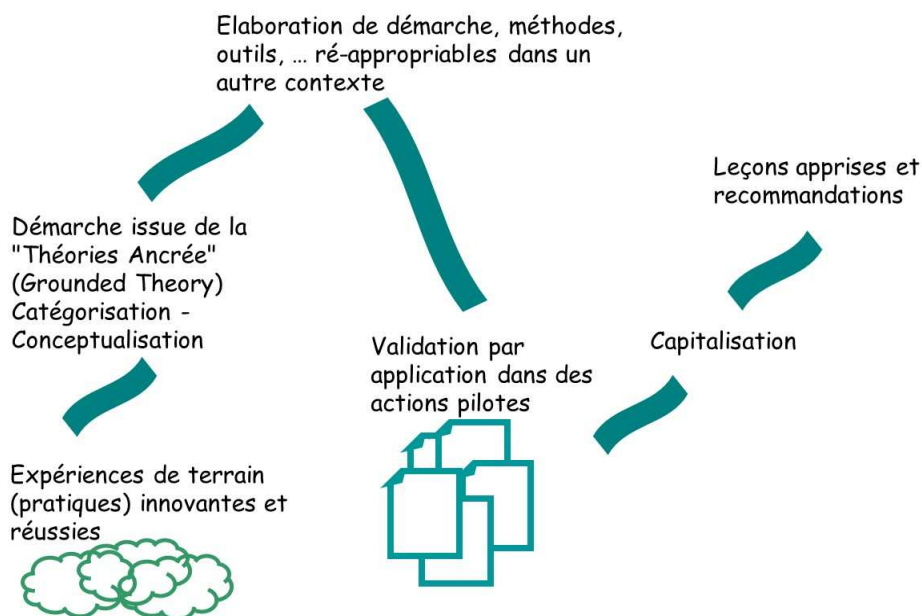 Elaboration de démarche, méthodes,
outils, … ré-appropriables dans un
autre contexte
Démarche issue de la
"Théories Ancrée"
(Grounded Theory)
Catégorisation -
Conceptualisation
Expériences de terrain
(pratiques) innovantes et
réussies
Validation par
application dans des
actions pilotes
Capitalisation
Leçons apprises et
recommandations